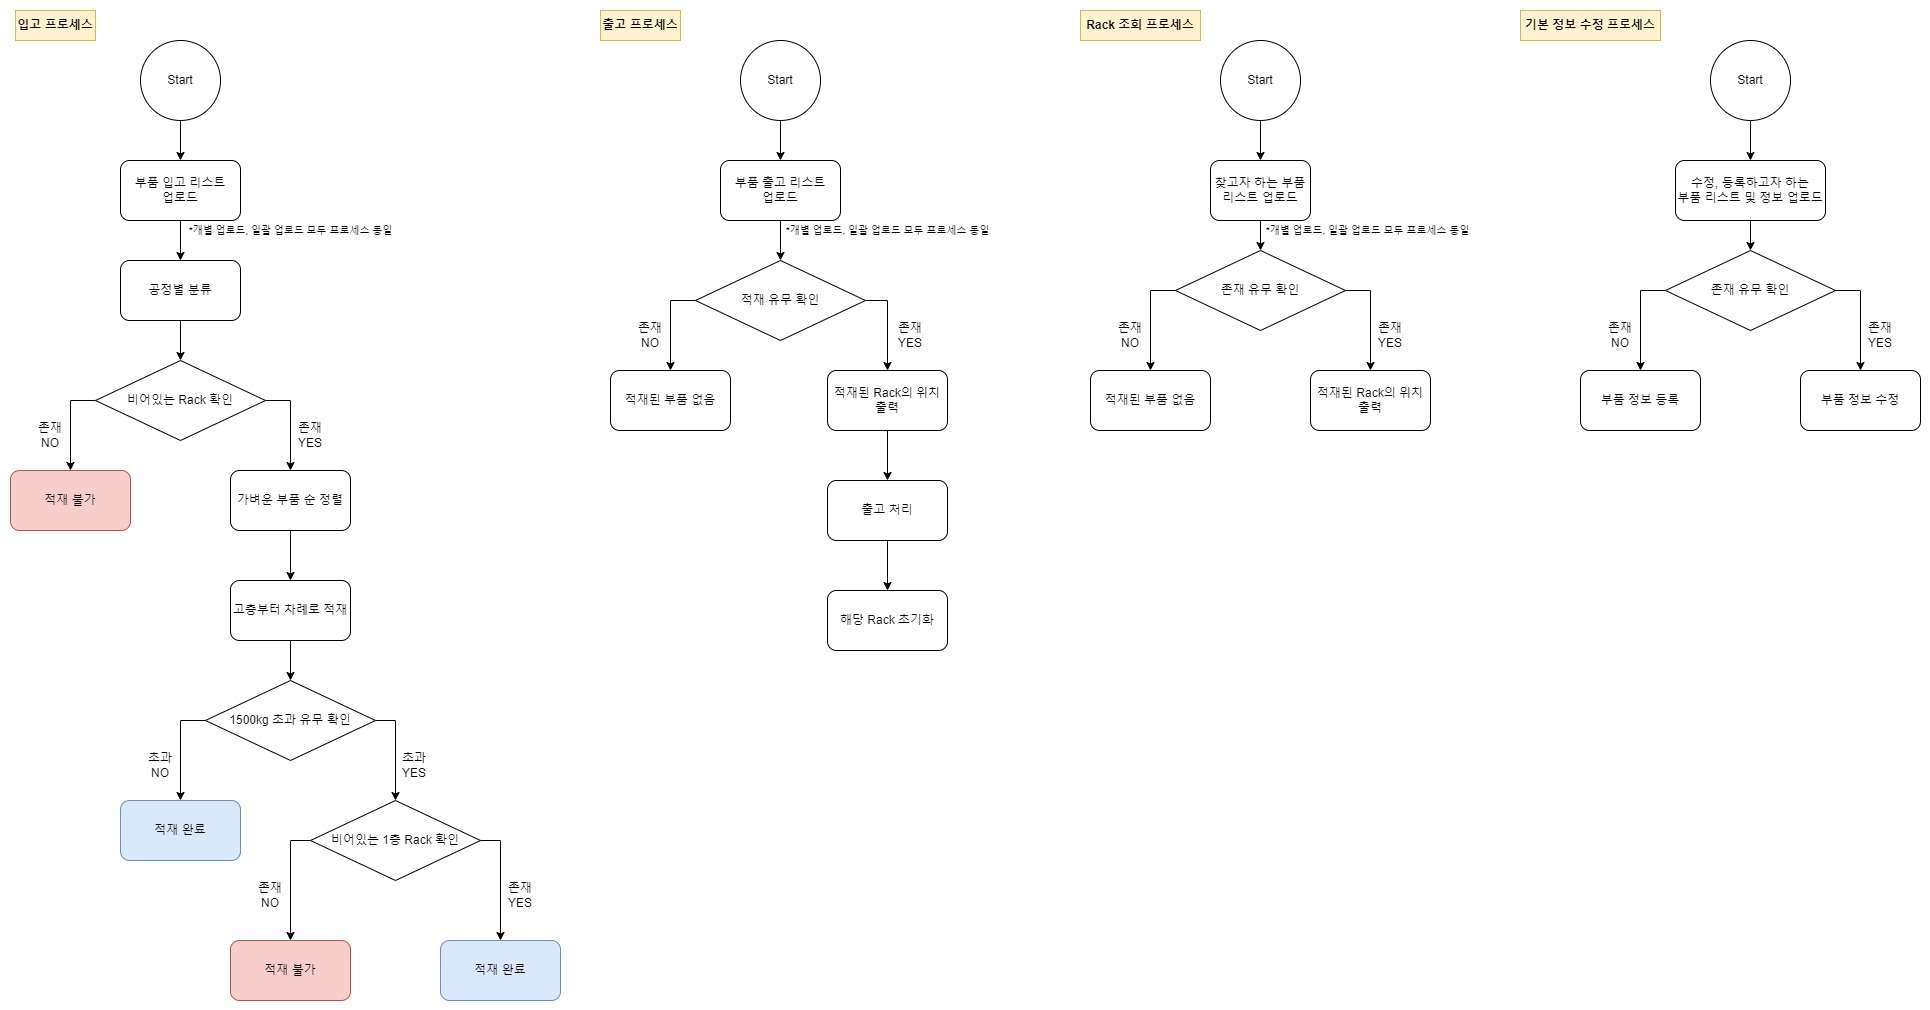 입고 프로세스
Start
부품 입고 리스트
업로드
*개별 업로드, 일괄 업로드 모두 프로세스 동일
공정별 분류
비어있는 Rack 확인
존재
NO
존재
YES
적재 불가
가벼운 부품 순 정렬
고층부터 차례로 적재
1500kg 초과 유무 확인
초과
NO
초과
YES
적재 완료
비어있는 1층 Rack 확인
존재
NO
존재
YES
적재 불가
적재 완료
출고 프로세스
Start
부품 출고 리스트
업로드
*개별 업로드, 일괄 업로드 모두 프로세스 동일
적재 유무 확인
존재
NO
존재
YES
적재된 부품 없음
적재된 Rack의 위치
출력
출고 처리
해당 Rack 초기화
Rack 조회 프로세스
Start
찾고자 하는 부품
리스트 업로드
*개별 업로드, 일괄 업로드 모두 프로세스 동일
존재 유무 확인
존재
NO
존재
YES
적재된 부품 없음
적재된 Rack의 위치
출력
기본 정보 수정 프로세스
Start
수정, 등록하고자 하는
부품 리스트 및 정보 업로드
존재 유무 확인
존재
NO
존재
YES
부품 정보 등록
부품 정보 수정